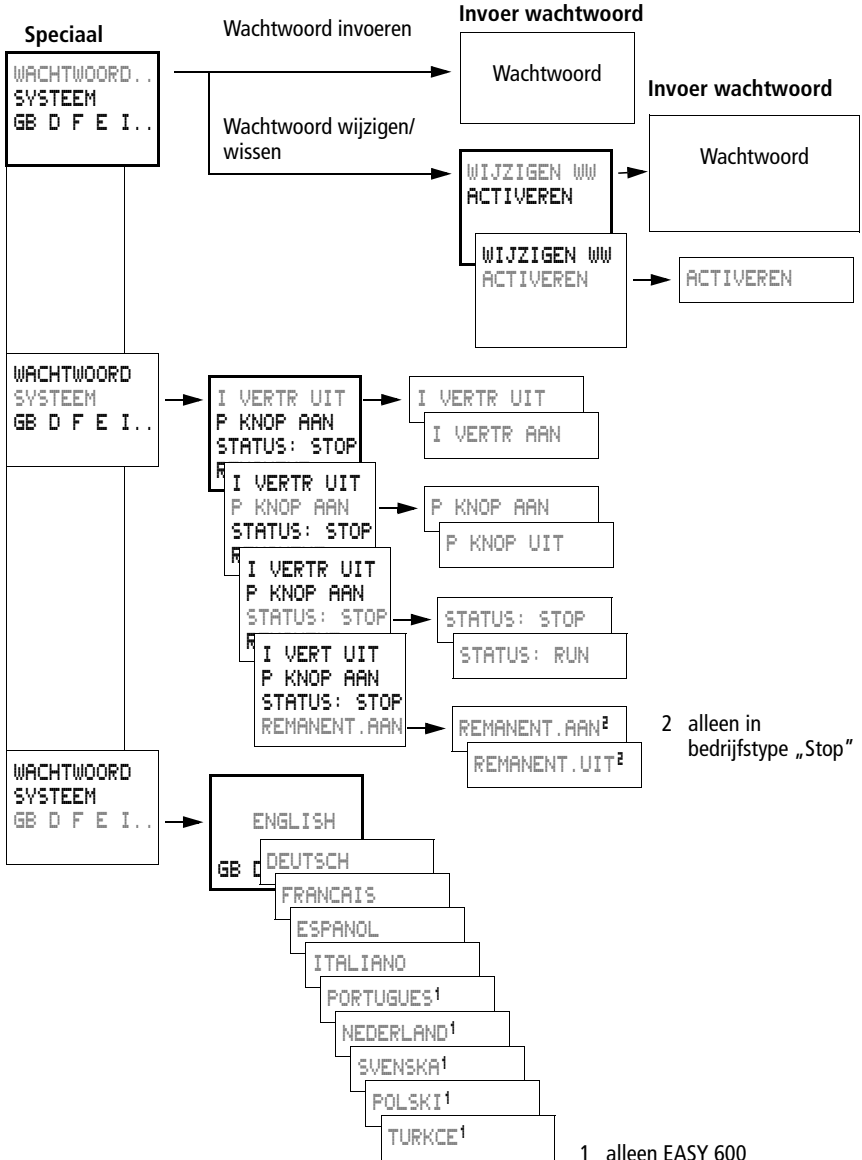 Speciaal
WACHTWOORD..
SYSTEEM
GB D F E I..
Wachtwoord invoeren
Invoer wachtwoord
Wachtwoord
Wachtwoord wijzigen/
wissen
WIJZIGEN WW
ACTIVEREN
Invoer wachtwoord
Wachtwoord
WIJZIGEN WW
ACTIVEREN
ACTIVEREN
WACHTWOORD
SYSTEEM
GB D F E I..
I VERTR UIT
P KNOP AAN
STATUS: STOP
R
I VERTR UIT
I VERTR AAN
I VERTR UIT
P KNOP AAN
STATUS: STOP
R
P KNOP AAN
P KNOP UIT
I VERTR UIT
P KNOP AAN
STATUS: STOP
R
STATUS: STOP
STATUS: RUN
I VERT UIT
P KNOP AAN
STATUS: STOP
REMANENT.AAN
REMANENT.AAN²
REMANENT.UIT²
2 alleen in
bedrijfstype „Stop”
WACHTWOORD
SYSTEEM
GB D F E I..
ENGLISH
GB D
DEUTSCH
FRANCAIS
ESPANOL
ITALIANO
PORTUGUES¹
NEDERLAND¹
SVENSKA¹
POLSKI¹
TURKCE¹
1 alleen EASY 600